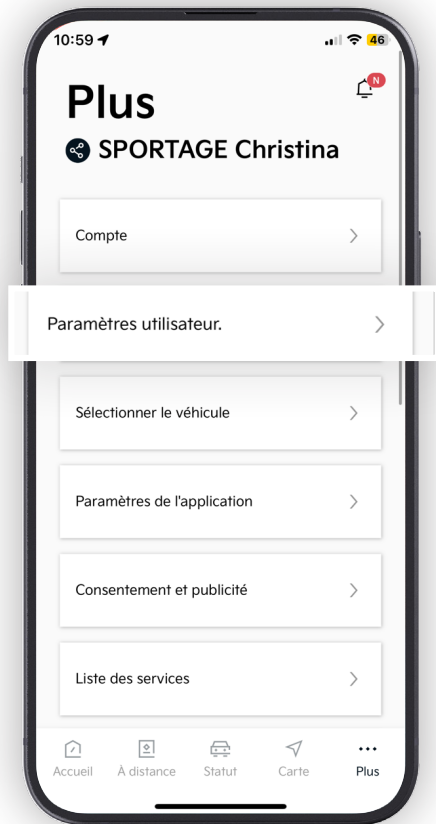 10:59
46
N
Plus
SPORTAGE Christina
Compte
Paramètres utilisateur.
Sélectionner le véhicule
Paramètres de l'application
Consentement et publicité
Liste des services
Accueil À distance Statut Carte Plus